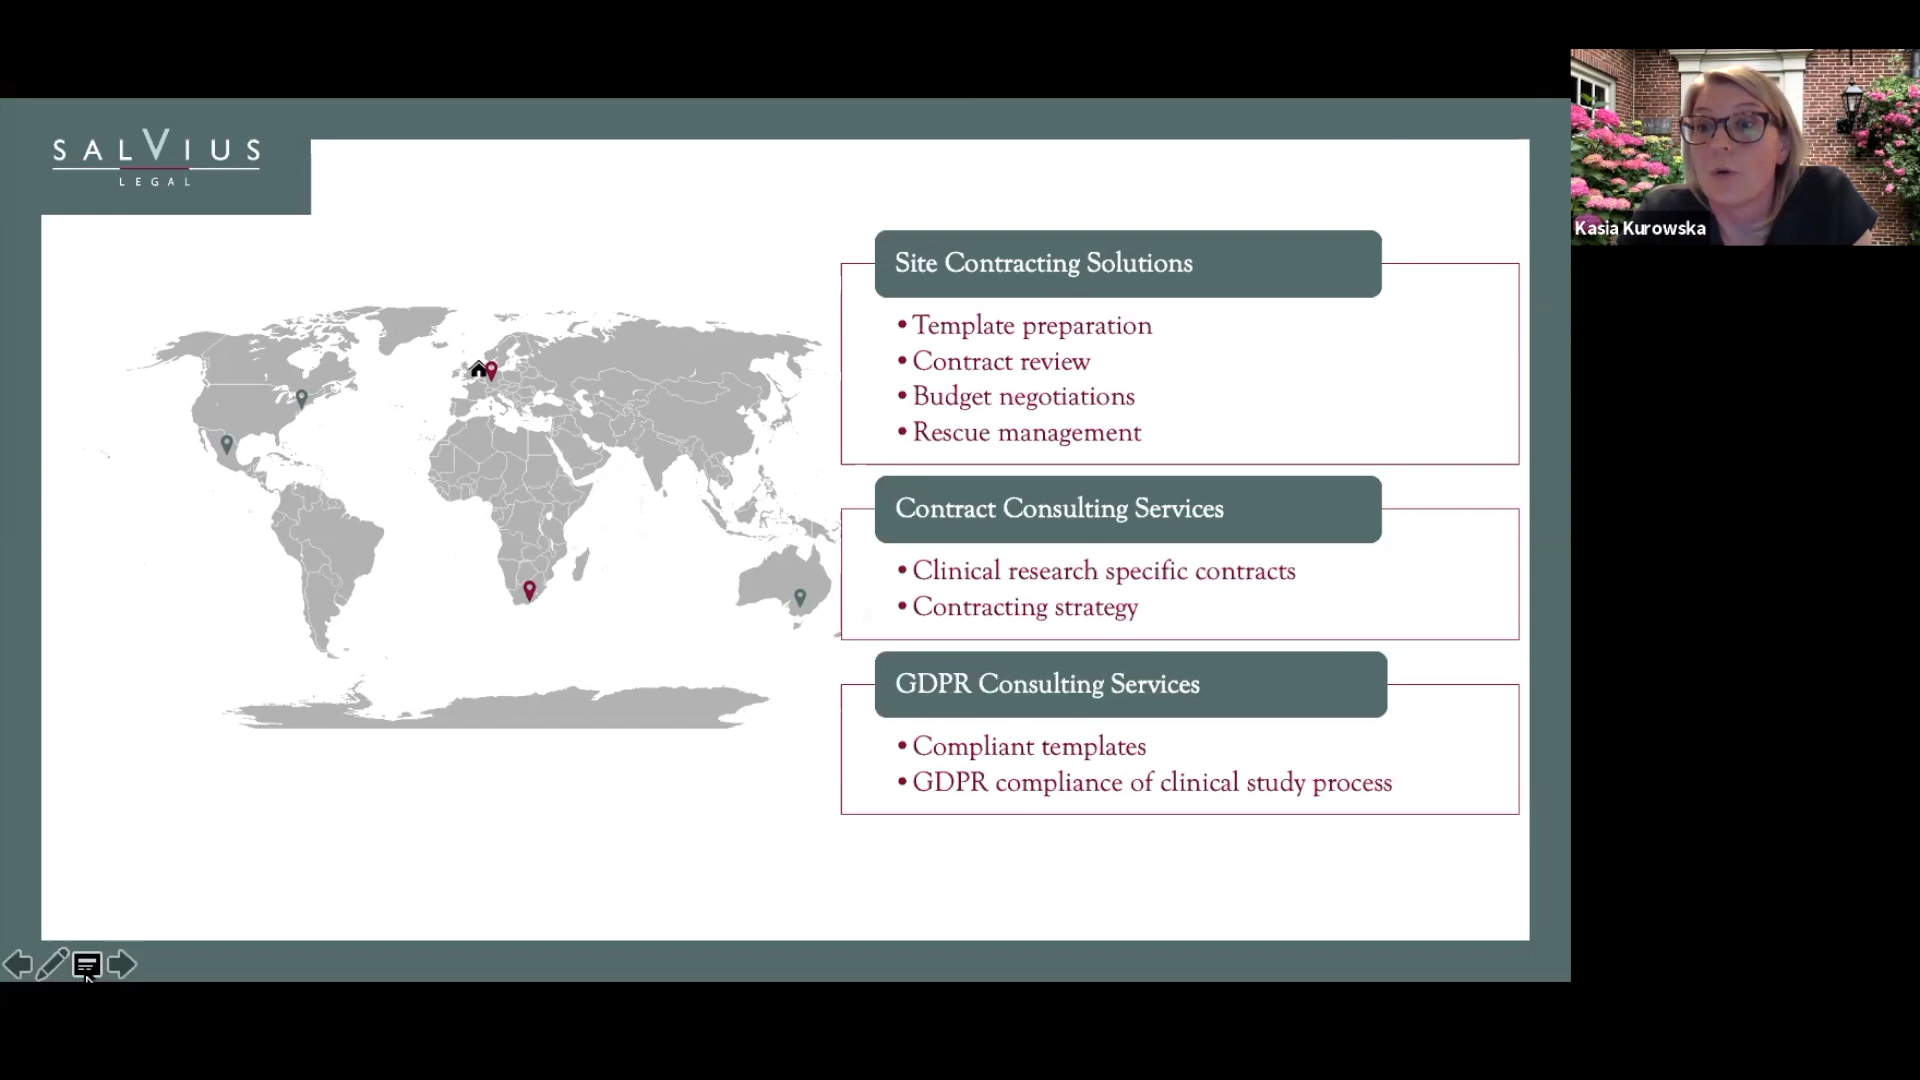 SALVIUS
LEGAL
Site Contracting Solutions
• Template preparation
• Contract review
• Budget negotiations
• Rescue management
Contract Consulting Services
• Clinical research specific contracts
• Contracting strategy
GDPR Consulting Services
• Compliant templates
• GDPR compliance of clinical study process
Kasia Kurowska